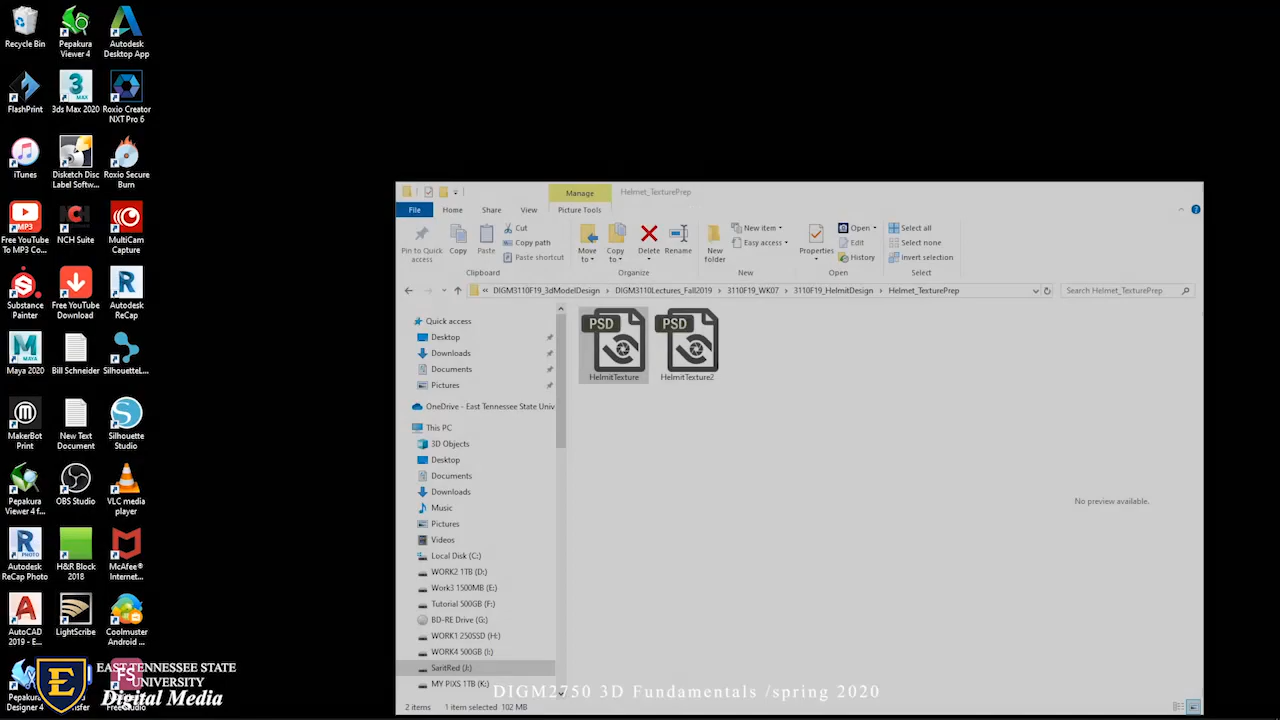 Recycle Bin
Pepakura Viewer 4
Autodesk Desktop App
FlashPrint
3ds Max 2020
Roxio Creator NXT Pro 6
iTunes
Disketch Disc Label Softw...
Roxio Secure Burn
Free YouTube To MP3 Co...
NCH Suite
MultiCam Capture
Substance Painter
Free YouTube Download
Autodesk ReCap
Maya 2020
Bill Schneider
SilhouetteL...
MakerBot Print
New Text Document
Silhouette Studio
Pepakura Viewer 4 f...
OBS Studio
VLC media player
Autodesk ReCap Photo
H&R Block 2018
McAfee® Internet...
AutoCAD 2019 - E...
LightScribe
Coolmuster Android ...
Pepakura Designer 4
EAST TENNESSEE STATE
UNIVERSITY
Digital Media
Manage
Helmet_TexturePrep
File
Home
Share
View
Picture Tools
Pin to Quick access
Copy
Paste
Cut
Copy path
Paste shortcut
Clipboard
Move to
Copy to
Delete
Rename
Organize
New folder
New item
Easy access
New
Properties
Open
Edit
History
Open
Select all
Select none
Invert selection
Select
« DIGM3110F19_3dModelDesign > DIGM3110Lectures_Fall2019 > 3110F19_WK07 > 3110F19_HelmitDesign > Helmet_TexturePrep
Search Helmet_TexturePrep
Quick access
Desktop
Downloads
Documents
Pictures
OneDrive - East Tennessee State Univ
This PC
3D Objects
Desktop
Documents
Downloads
Music
Pictures
Videos
Local Disk (C:)
WORK2 1TB (D:)
Work3 1500MB (E:)
Tutorial 500GB (F:)
BD-RE Drive (G:)
WORK1 250SSD (H:)
WORK4 500GB (I:)
SaritRed (J:)
MY PIXS 1TB (K:)
PSD
HelmitTexture
PSD
HelmitTexture2
No preview available.
DIGM2750 3D Fundamentals /spring 2020
2 items
1 item selected 102 MB